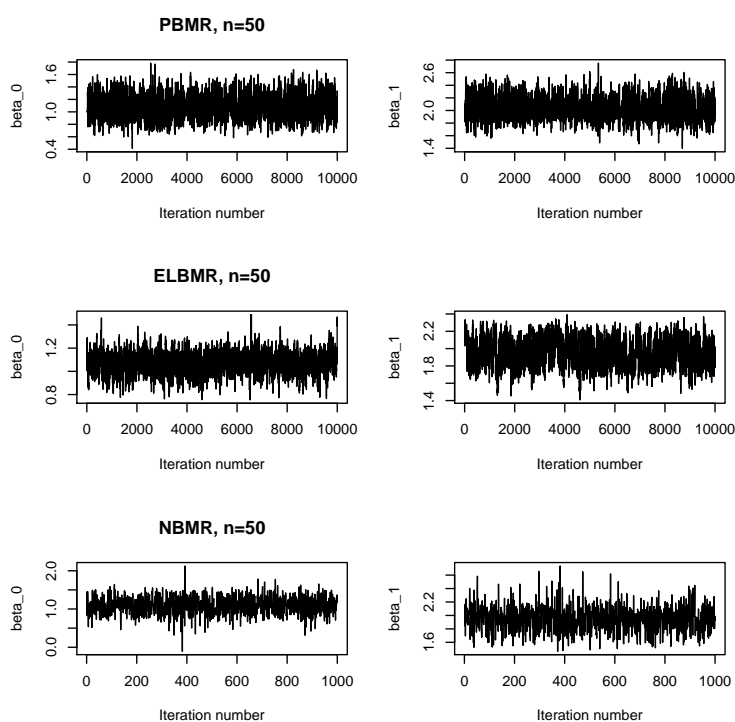 PBMR, n=50
beta_0
0.4 1.0 1.6
0 2000 4000 6000 8000 10000
Iteration number
beta_1
1.4 2.0 2.6
0 2000 4000 6000 8000 10000
Iteration number
ELBMR, n=50
beta_0
0.8 1.2
0 2000 4000 6000 8000 10000
Iteration number
beta_1
1.4 1.8 2.2
0 2000 4000 6000 8000 10000
Iteration number
NBMR, n=50
beta_0
0.0 1.0 2.0
0 200 400 600 800 1000
Iteration number
beta_1
1.6 2.2
0 200 400 600 800 1000
Iteration number